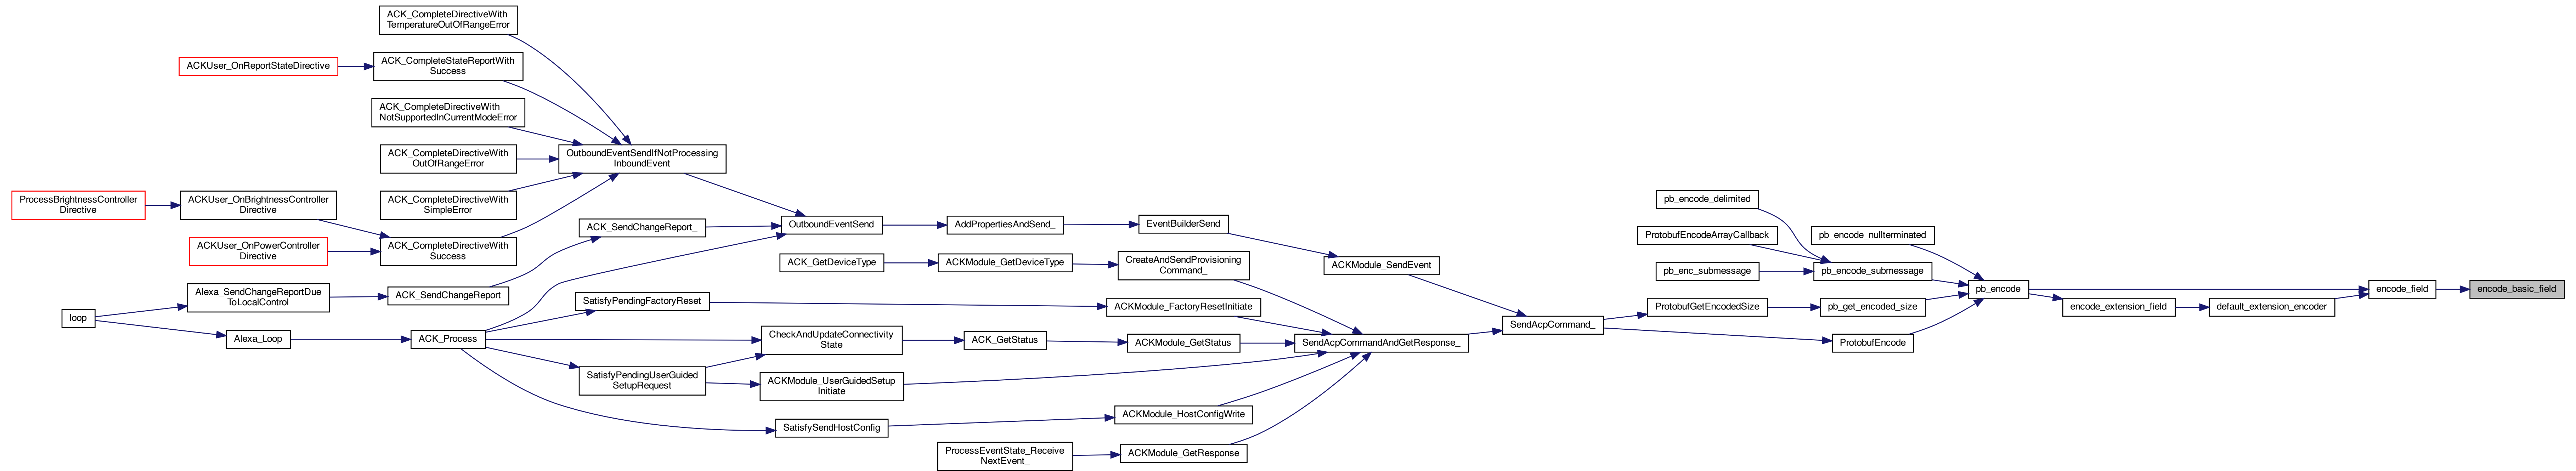 ACK_CompleteDirectiveWith
TemperatureOutOfRangeError
ACKUser_OnReportStateDirective
ACK_CompleteStateReportWith
Success
ACK_CompleteDirectiveWith
NotSupportedInCurrentModeError
ACK_CompleteDirectiveWith
OutOfRangeError
OutboundEventSendIfNotProcessing
InboundEvent
ProcessBrightnessController
Directive
ACKUser_OnBrightnessController
Directive
ACK_CompleteDirectiveWith
SimpleError
ACKUser_OnPowerController
Directive
ACK_CompleteDirectiveWith
Success
ACK_SendChangeReport_
OutboundEventSend
AddPropertiesAndSend_
EventBuilderSend
ACK_GetDeviceType
ACKModule_GetDeviceType
CreateAndSendProvisioning
Command_
ACKModule_SendEvent
loop
Alexa_SendChangeReportDue
ToLocalControl
ACK_SendChangeReport
SatisfyPendingFactoryReset
ACKModule_FactoryResetInitiate
Alexa_Loop
ACK_Process
CheckAndUpdateConnectivity
State
ACK_GetStatus
ACKModule_GetStatus
SendAcpCommandAndGetResponse_
SendAcpCommand_
SatisfyPendingUserGuided
SetupRequest
ACKModule_UserGuidedSetup
Initiate
SatisfySendHostConfig
ACKModule_HostConfigWrite
ProcessEventState_Receive
NextEvent_
ACKModule_GetResponse
pb_encode_delimited
ProtobufEncodeArrayCallback
pb_encode_nullterminated
pb_enc_submessage
pb_encode_submessage
pb_encode
encode_field
encode_basic_field
ProtobufGetEncodedSize
pb_get_encoded_size
encode_extension_field
default_extension_encoder
ProtobufEncode